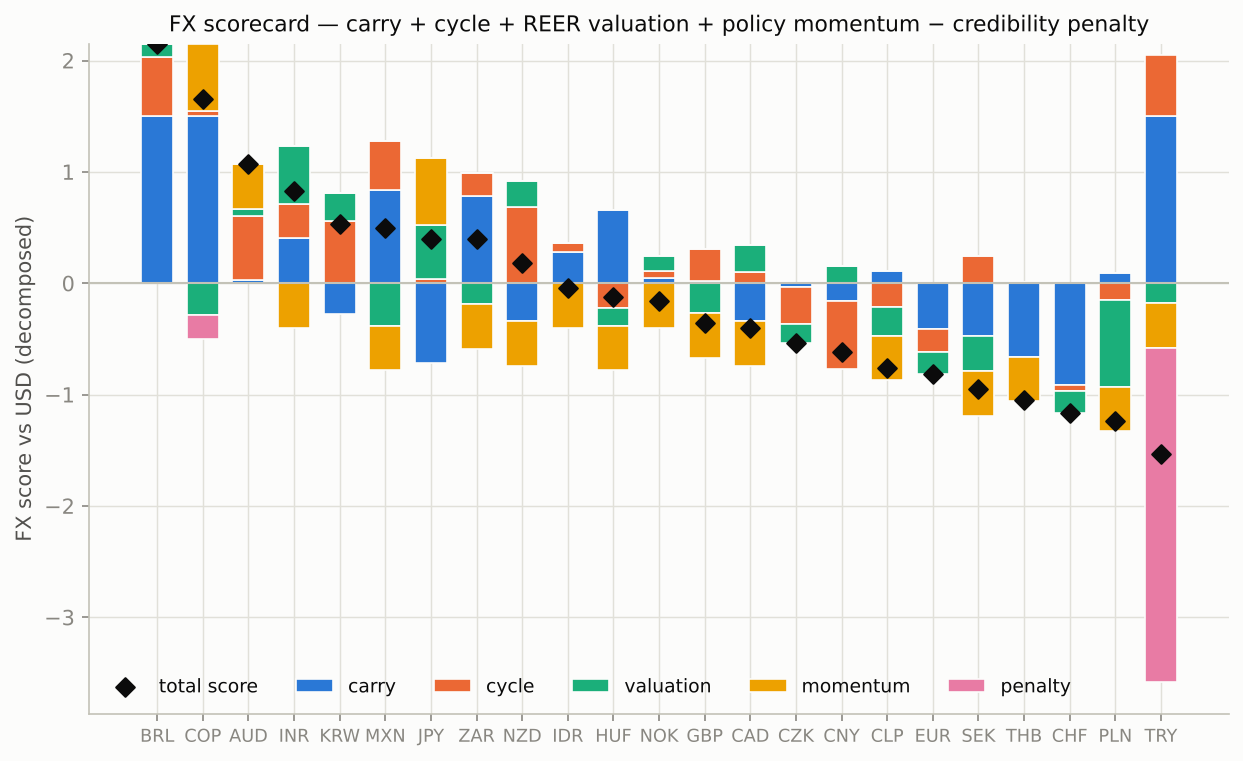 FX scorecard — carry + cycle + REER valuation + policy momentum − credibility penalty
FX score vs USD (decomposed)
2
1
0
−1
−2
−3
total score carry cycle valuation momentum penalty
BRL COP AUD INR KRW MXN JPY ZAR NZD IDR HUF NOK GBP CAD CZK CNY CLP EUR SEK THB CHF PLN TRY